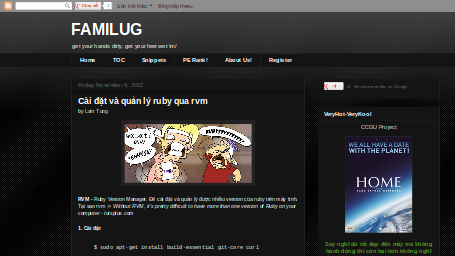 Liên kết khác
Blog tiếp theo»
FAMILUG
get your hands dirty, get your feet wet \m/
Home TOC Snippets PE Rank! About Us! Register
Friday, November 9, 2012
Cài đặt và quản lý ruby qua rvm
by Lam Tung
RVM - Ruby Version Manager. Để cài đặt và quản lý được nhiều version của ruby trên máy tính.
Tại sao rvm -> Without RVM, it's pretty difficult to have more than one version of Ruby on your
computer - tutsplus.com
1. Cài đặt
$ sudo apt-get install build-essential git-core curl
+1
Recommend this on Google
VeryHot-VeryKool
CCGU Project
WE ALL HAVE A DATE
WITH THE PLANET!
HOME
Suy nghĩ dù tốt đẹp đến mấy mà không
hành động thì còn hại hơn không nghĩ!